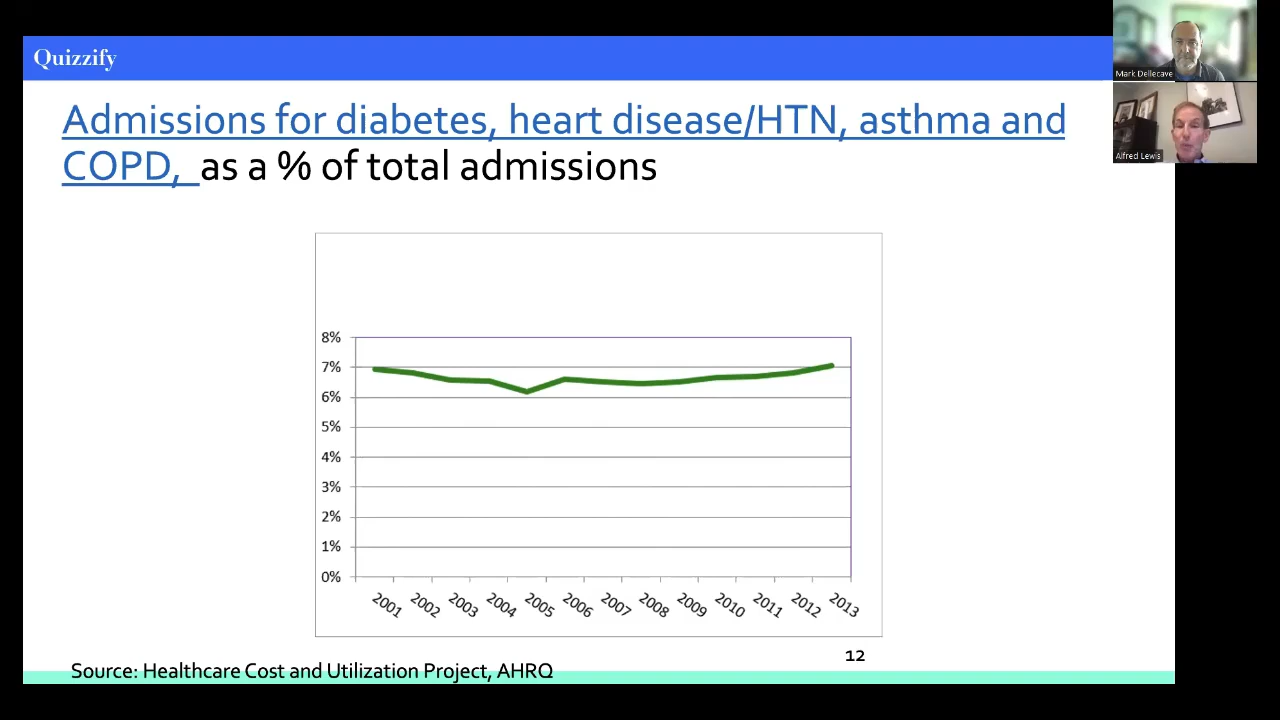 Quizzify
Mark Dellecave
Alfred Lewis
Admissions for diabetes, heart disease/HTN, asthma and
COPD, as a % of total admissions
8%
7%
6%
5%
4%
3%
2%
1%
0%
2001 2002 2003 2004 2005 2006 2007 2008 2009 2010 2011 2012 2013
12
Source: Healthcare Cost and Utilization Project, AHRQ